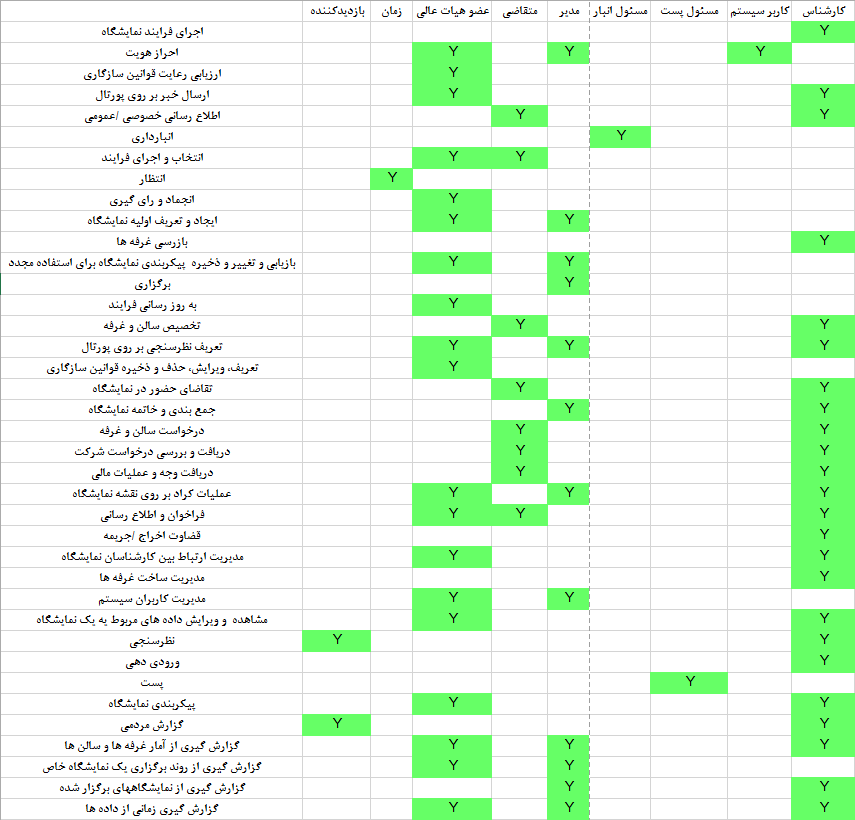 بازدیدکننده زمان عضو هیات عالی متقاضی مدیر مسئول انبار مسئول پست کاربر سیستم کارشناس
اجرای فرایند نمایشگاه Y
احراز هویت Y Y Y
ارزیابی رعایت قوانین سازگاری Y
ارسال خبر بر روی پورتال Y Y
اطلاع رسانی خصوصی /عمومی Y Y
انبارداری Y
انتخاب و اجرای فرایند Y Y
انتظار Y
انجماد و رای گیری Y
ایجاد و تعریف اولیه نمایشگاه Y Y
بازرسی غرفه ها Y
بازیابی و تغییر و ذخیره پیکربندی نمایشگاه برای استفاده مجدد Y Y
برگزاری Y
به روز رسانی فرایند Y
تخصیص سالن و غرفه Y Y
تعریف نظرسنجی بر روی پورتال Y Y Y
تعریف، ویرایش، حذف و ذخیره قوانین سازگاری Y
تقاضای حضور در نمایشگاه Y Y
جمع بندی و خاتمه نمایشگاه Y Y
درخواست سالن و غرفه Y Y
دریافت و بررسی درخواست شرکت Y Y
دریافت وجه و عملیات مالی Y Y
عملیات کراد بر روی نقشه نمایشگاه Y Y Y
فراخوان و اطلاع رسانی Y Y Y
قضاوت اخراج /جریمه Y
مدیریت ارتباط بین کارشناسان نمایشگاه Y Y
مدیریت ساخت غرفه ها Y
مدیریت کاربران سیستم Y Y
مشاهده و ویرایش داده های مربوط به یک نمایشگاه Y Y
نظرسنجی Y Y
ورودی دهی Y
پست Y
پیکربندی نمایشگاه Y Y
گزارش مردمی Y Y
گزارش گیری از آمار غرفه ها و سالن ها Y Y Y
گزارش گیری از روند برگزاری یک نمایشگاه خاص Y Y
گزارش گیری از نمایشگاههای برگزار شده Y Y
گزارش گیری زمانی از داده ها Y Y Y